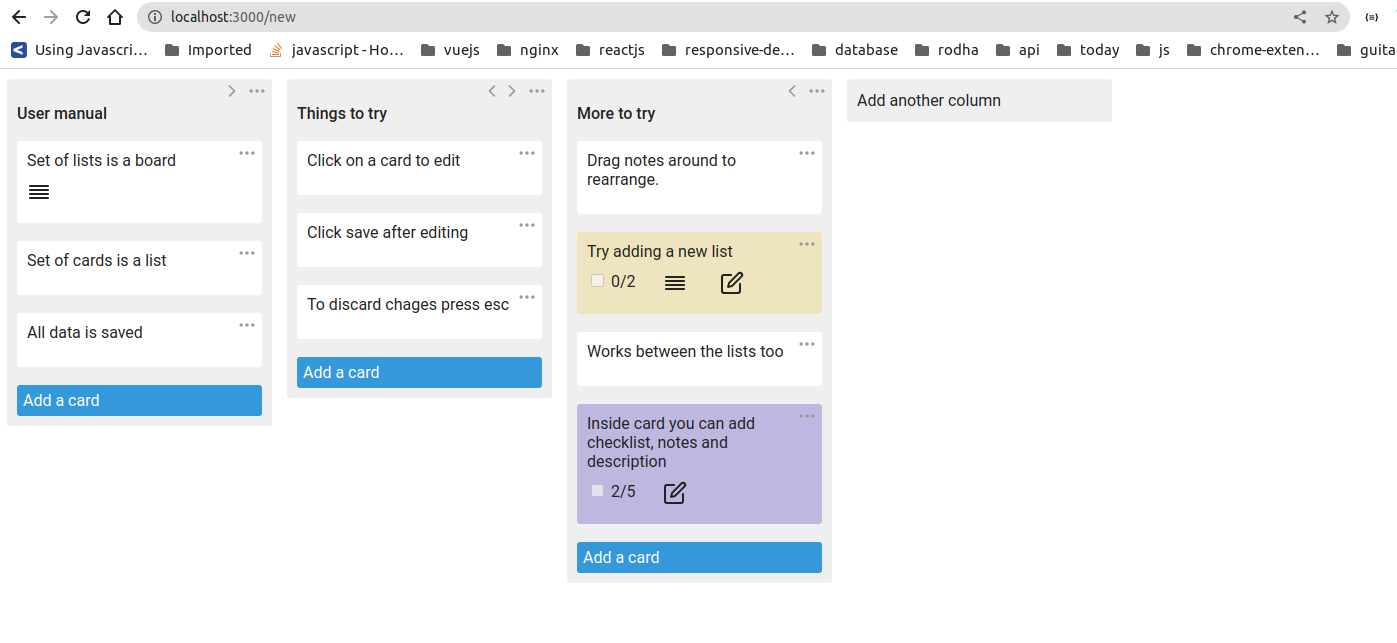 localhost:3000/new
Using Javascri... Imported javascript - Ho... vuejs nginx reactjs responsive-de... database rodha api today js chrome-exten... guita
User manual
Set of lists is a board
Set of cards is a list
All data is saved
Add a card
Things to try
Click on a card to edit
Click save after editing
To discard chages press esc
Add a card
More to try
Drag notes around to
rearrange.
Try adding a new list
0/2
Works between the lists too
Inside card you can add
checklist, notes and
description
2/5
Add a card
Add another column